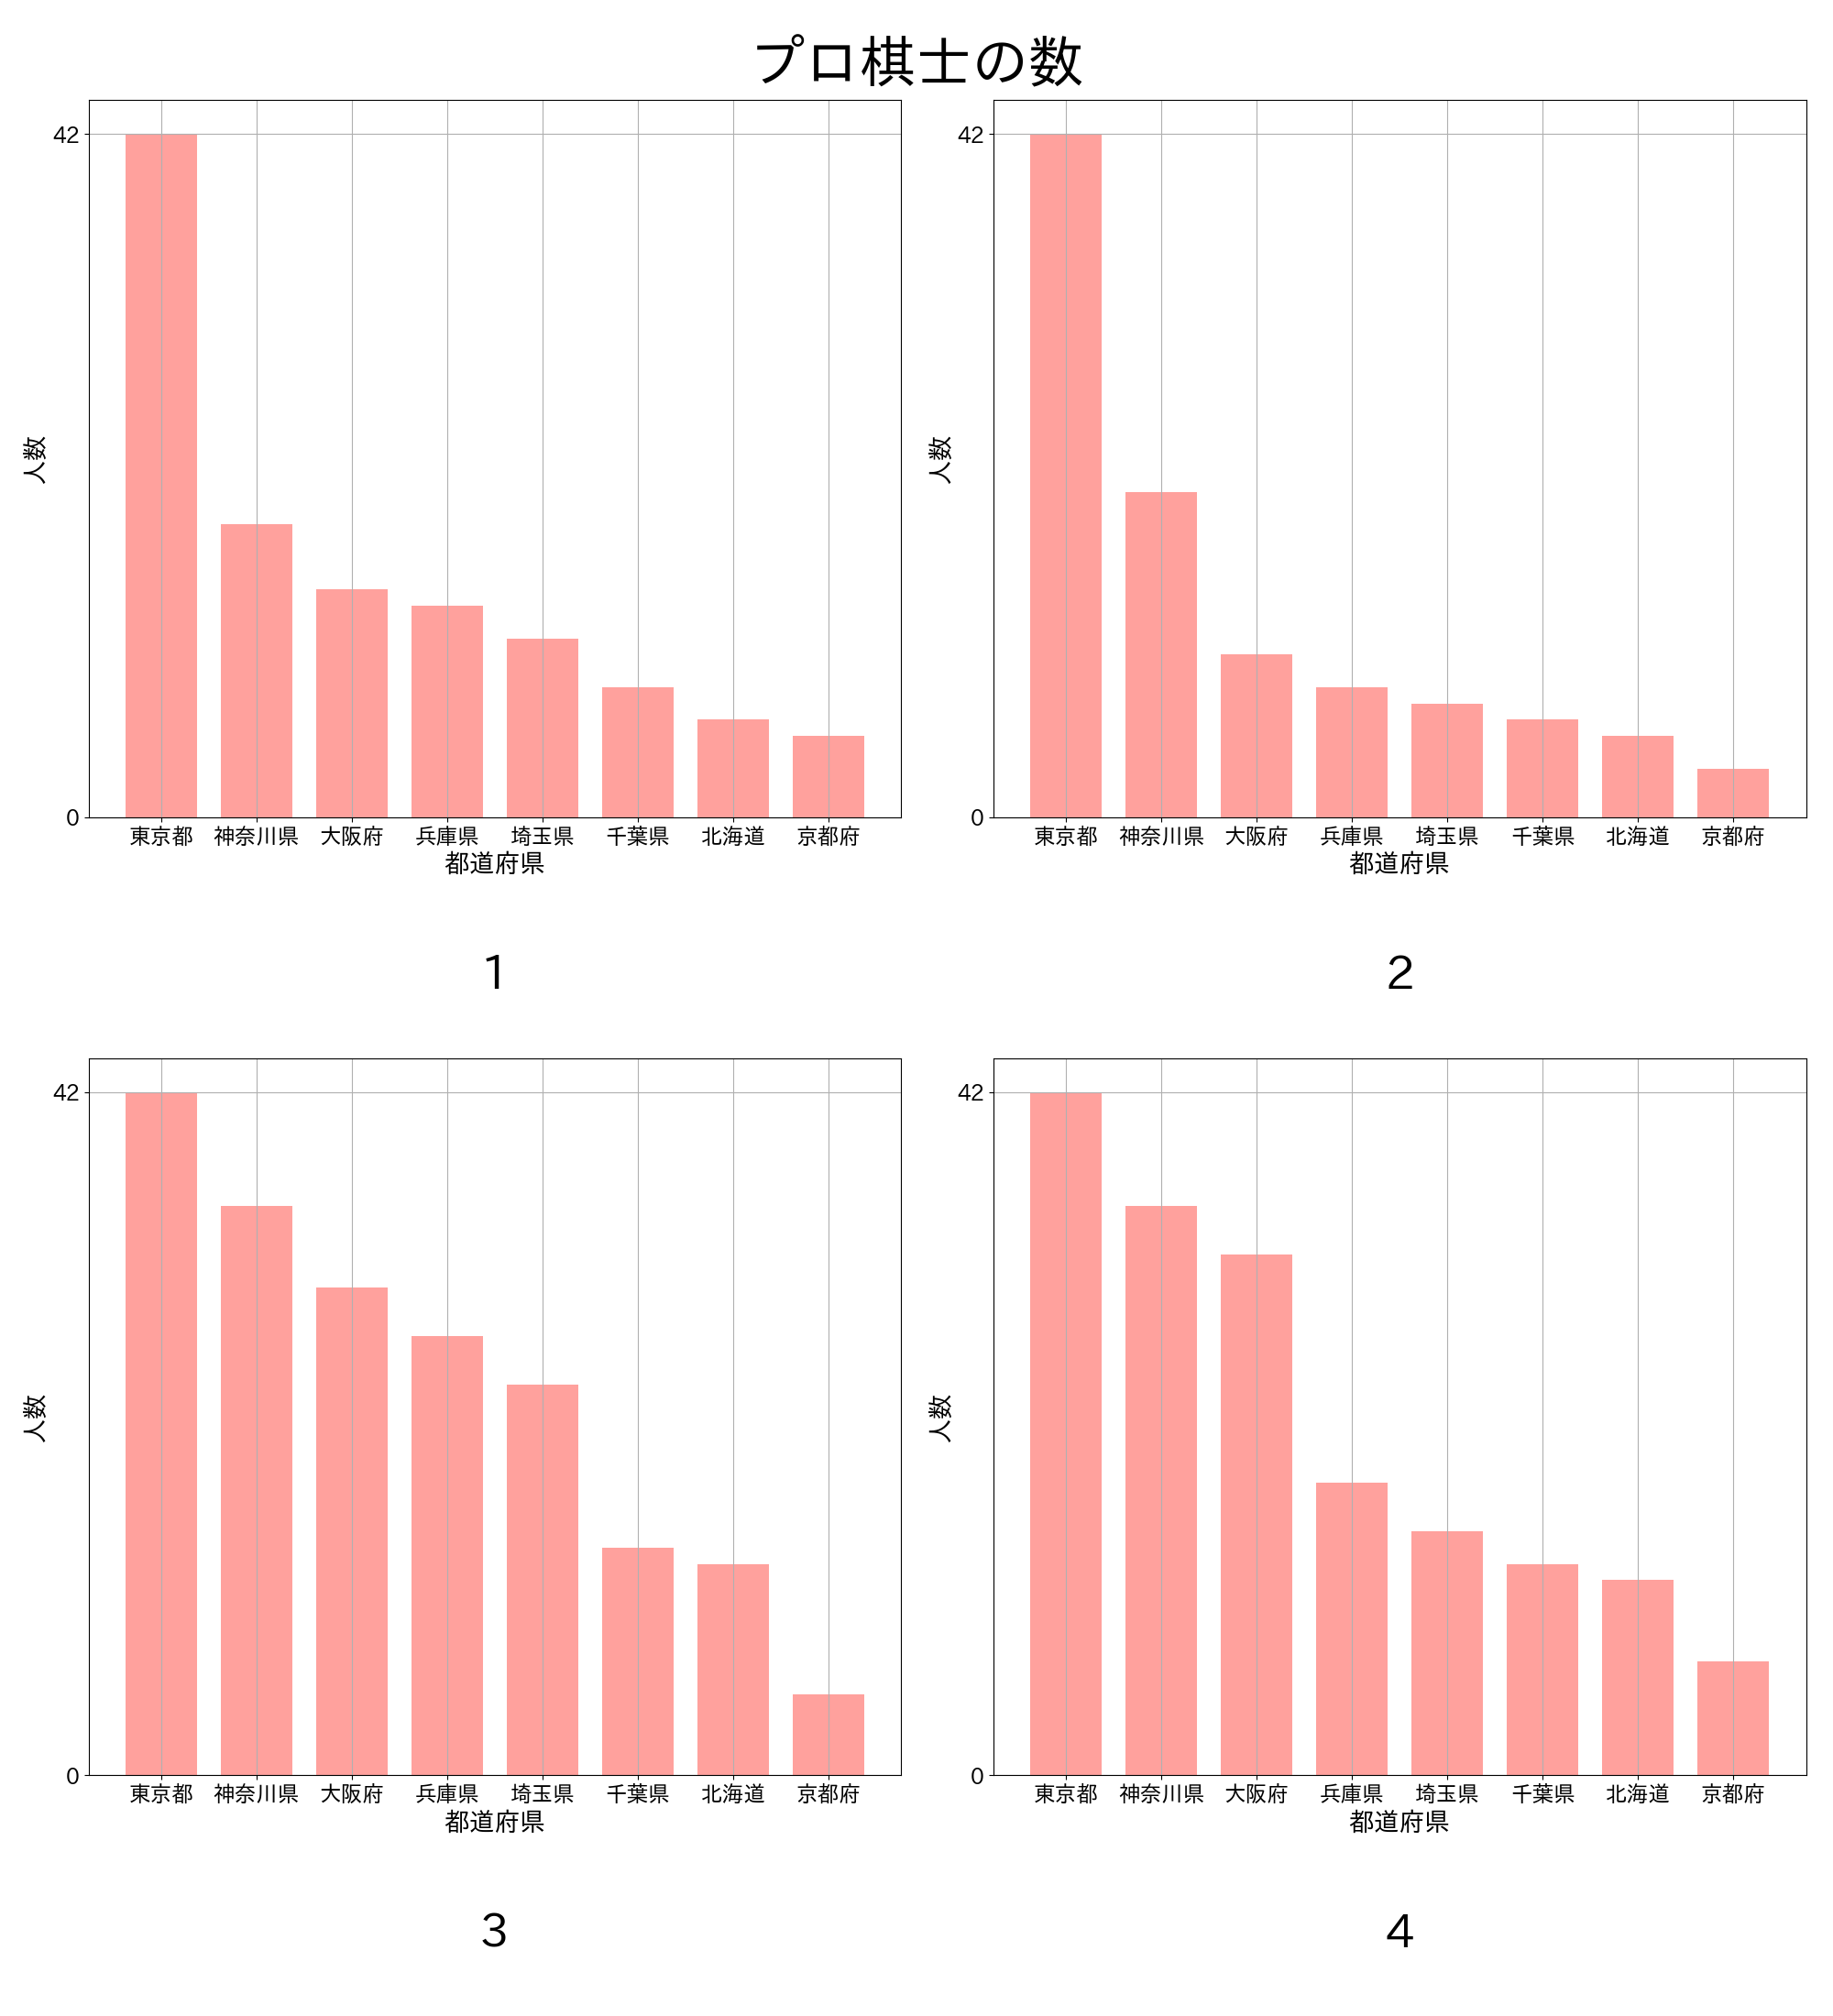 プロ棋士の数
42
0
人数
東京都 神奈川県 大阪府 兵庫県 埼玉県 千葉県 北海道 京都府
都道府県
1
42
0
人数
東京都 神奈川県 大阪府 兵庫県 埼玉県 千葉県 北海道 京都府
都道府県
2
42
0
人数
東京都 神奈川県 大阪府 兵庫県 埼玉県 千葉県 北海道 京都府
都道府県
3
42
0
人数
東京都 神奈川県 大阪府 兵庫県 埼玉県 千葉県 北海道 京都府
都道府県
4